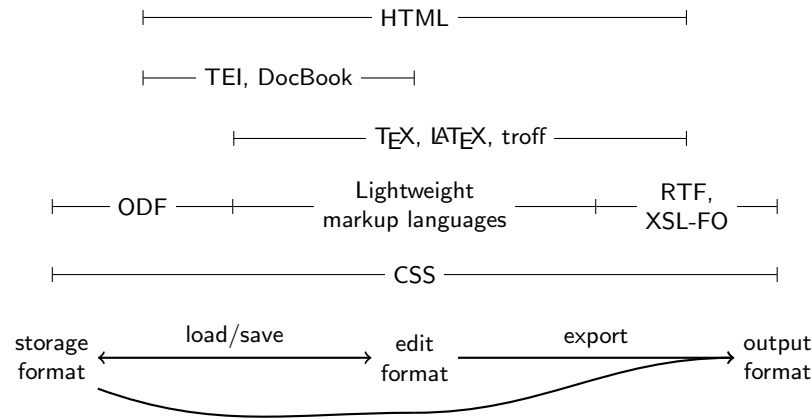 HTML
TEI, DocBook
TEX, LATEX, troff
ODF
Lightweight
markup languages
RTF,
XSL-FO
CSS
storage
format
load/save
edit
format
export
output
format